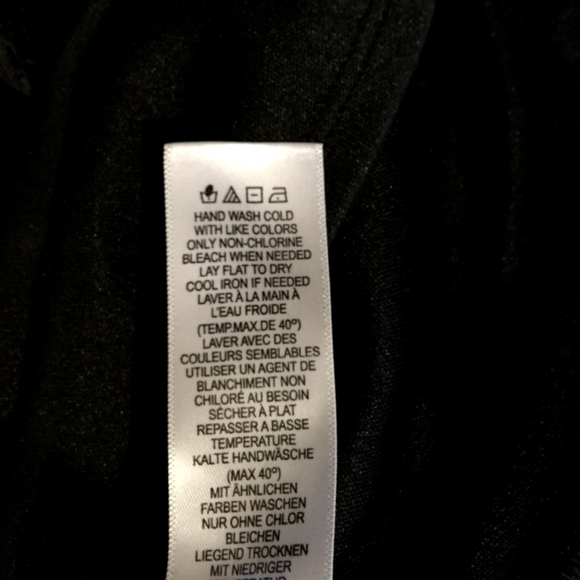 HAND WASH COLD
WITH LIKE COLORS
ONLY NON-CHLORINE
BLEACH WHEN NEEDED
LAY FLAT TO DRY
COOL IRON IF NEEDED
LAVER À LA MAIN À
L'EAU FROIDE
(TEMP.MAX.DE 40º)
LAVER AVEC DES
COULEURS SEMBLABLES
UTILISER UN AGENT DE
BLANCHIMENT NON
CHILORÉ AU BESOIN
SÉCHER À PLAT
REPASSER A BASSE
TEMPERATURE
KALTE HANDWÄSCHE
(MAX 40º)
MIT ÄHNLICHEN
FARBEN WASCHEN
NUR OHNE CHLOR
BLEICHEN
LIEGEND TROCKNEN
MIT NIEDRIGER